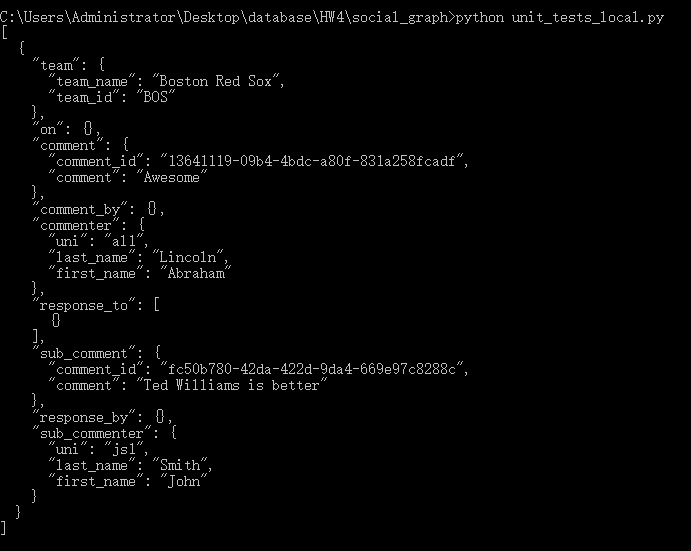 C:\Users\Administrator\Desktop\database\HW4\social_graph>python unit_tests_local.py
[
  {
    "team": {
      "team_name": "Boston Red Sox",
      "team_id": "BOS"
    },
    "on": {},
    "comment": {
      "comment_id": "13641119-09b4-4bdc-a80f-831a258fcadf",
      "comment": "Awesome"
    },
    "comment_by": {},
    "commenter": {
      "uni": "al1",
      "last_name": "Lincoln",
      "first_name": "Abraham"
    },
    "response_to": [
      {}
    ],
    "sub_comment": {
      "comment_id": "fc50b780-42da-422d-9da4-669e97c8288c",
      "comment": "Ted Williams is better"
    },
    "response_by": {},
    "sub_commenter": {
      "uni": "js1",
      "last_name": "Smith",
      "first_name": "John"
    }
  }
]